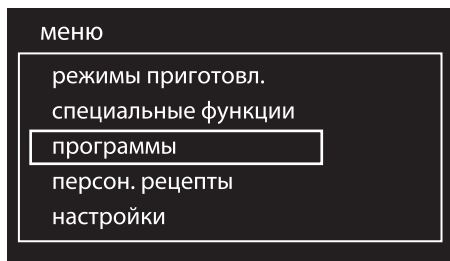 меню
режимы приготовл.
специальные функции
программы
персон. рецепты
настройки